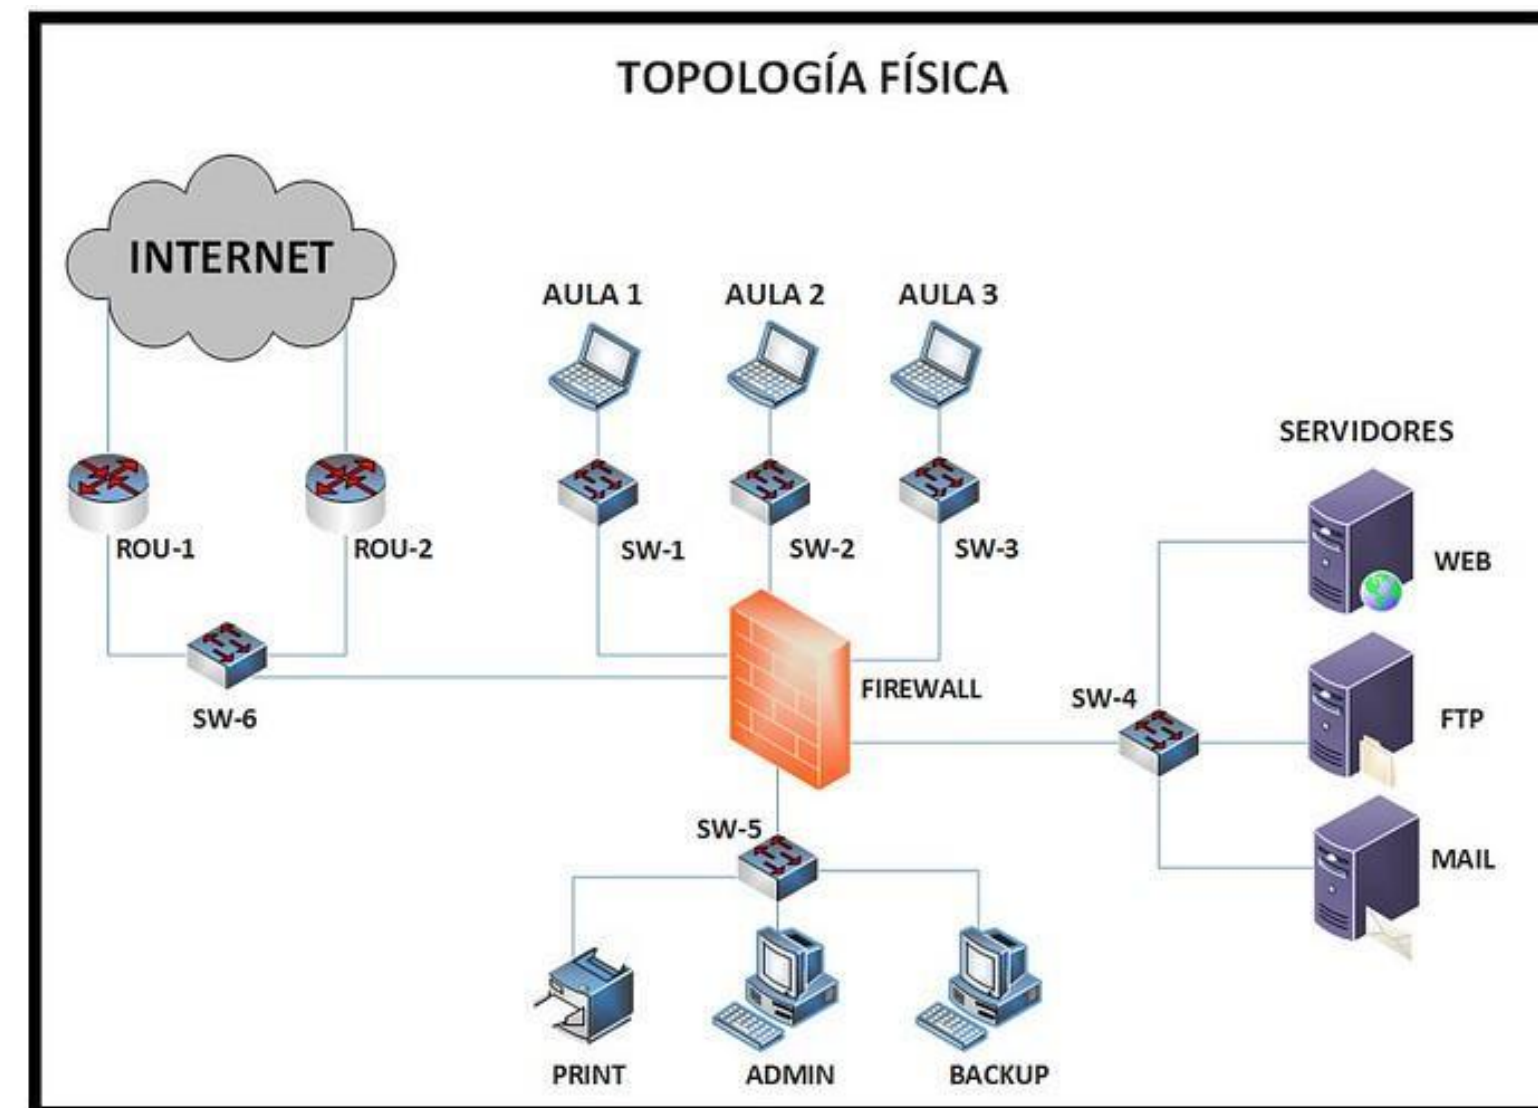 TOPOLOGÍA FÍSICA
INTERNET
AULA 1
AULA 2
AULA 3
SERVIDORES
ROU-1
ROU-2
SW-1
SW-2
SW-3
WEB
SW-6
FIREWALL
SW-4
FTP
SW-5
MAIL
PRINT
ADMIN
BACKUP